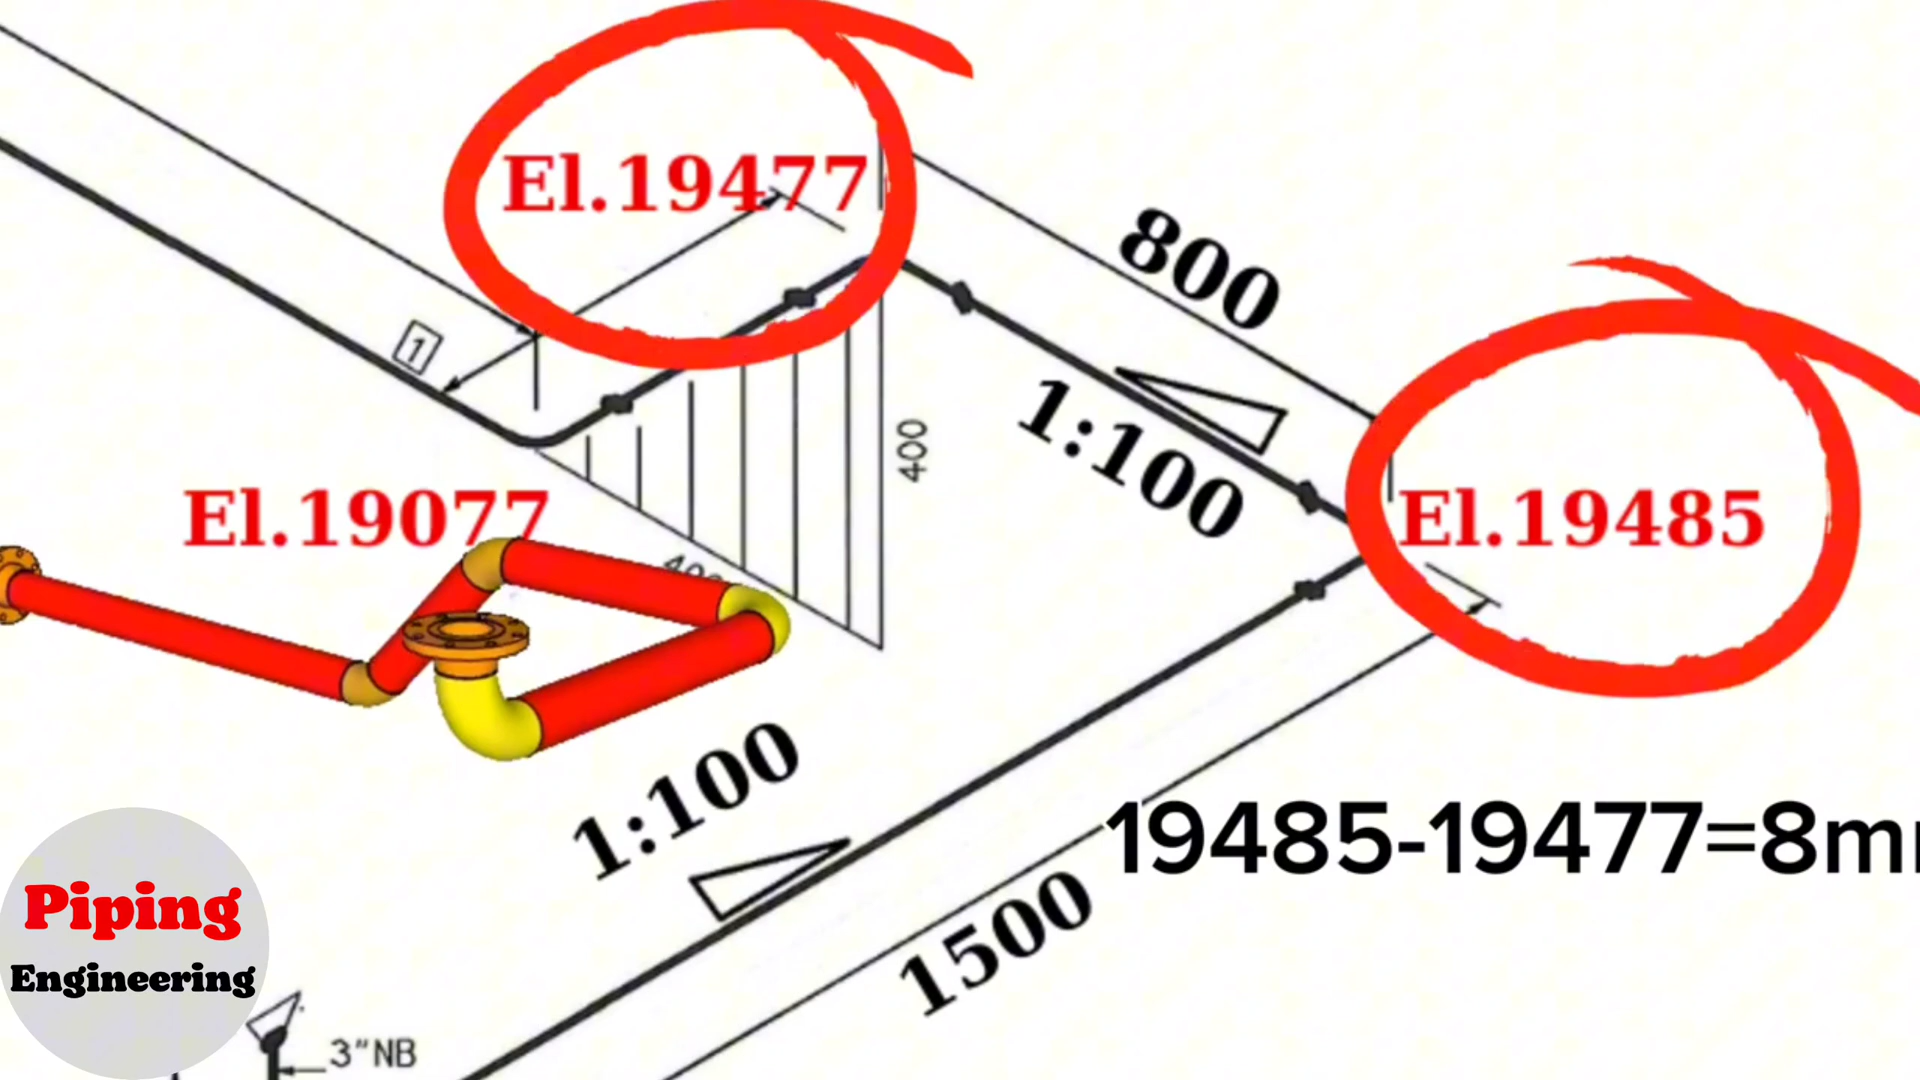 El.19477
800
1
1:100
400
El.19077
El.19485
1:100
19485-19477=8m
1500
Piping
Engineering
3"NB